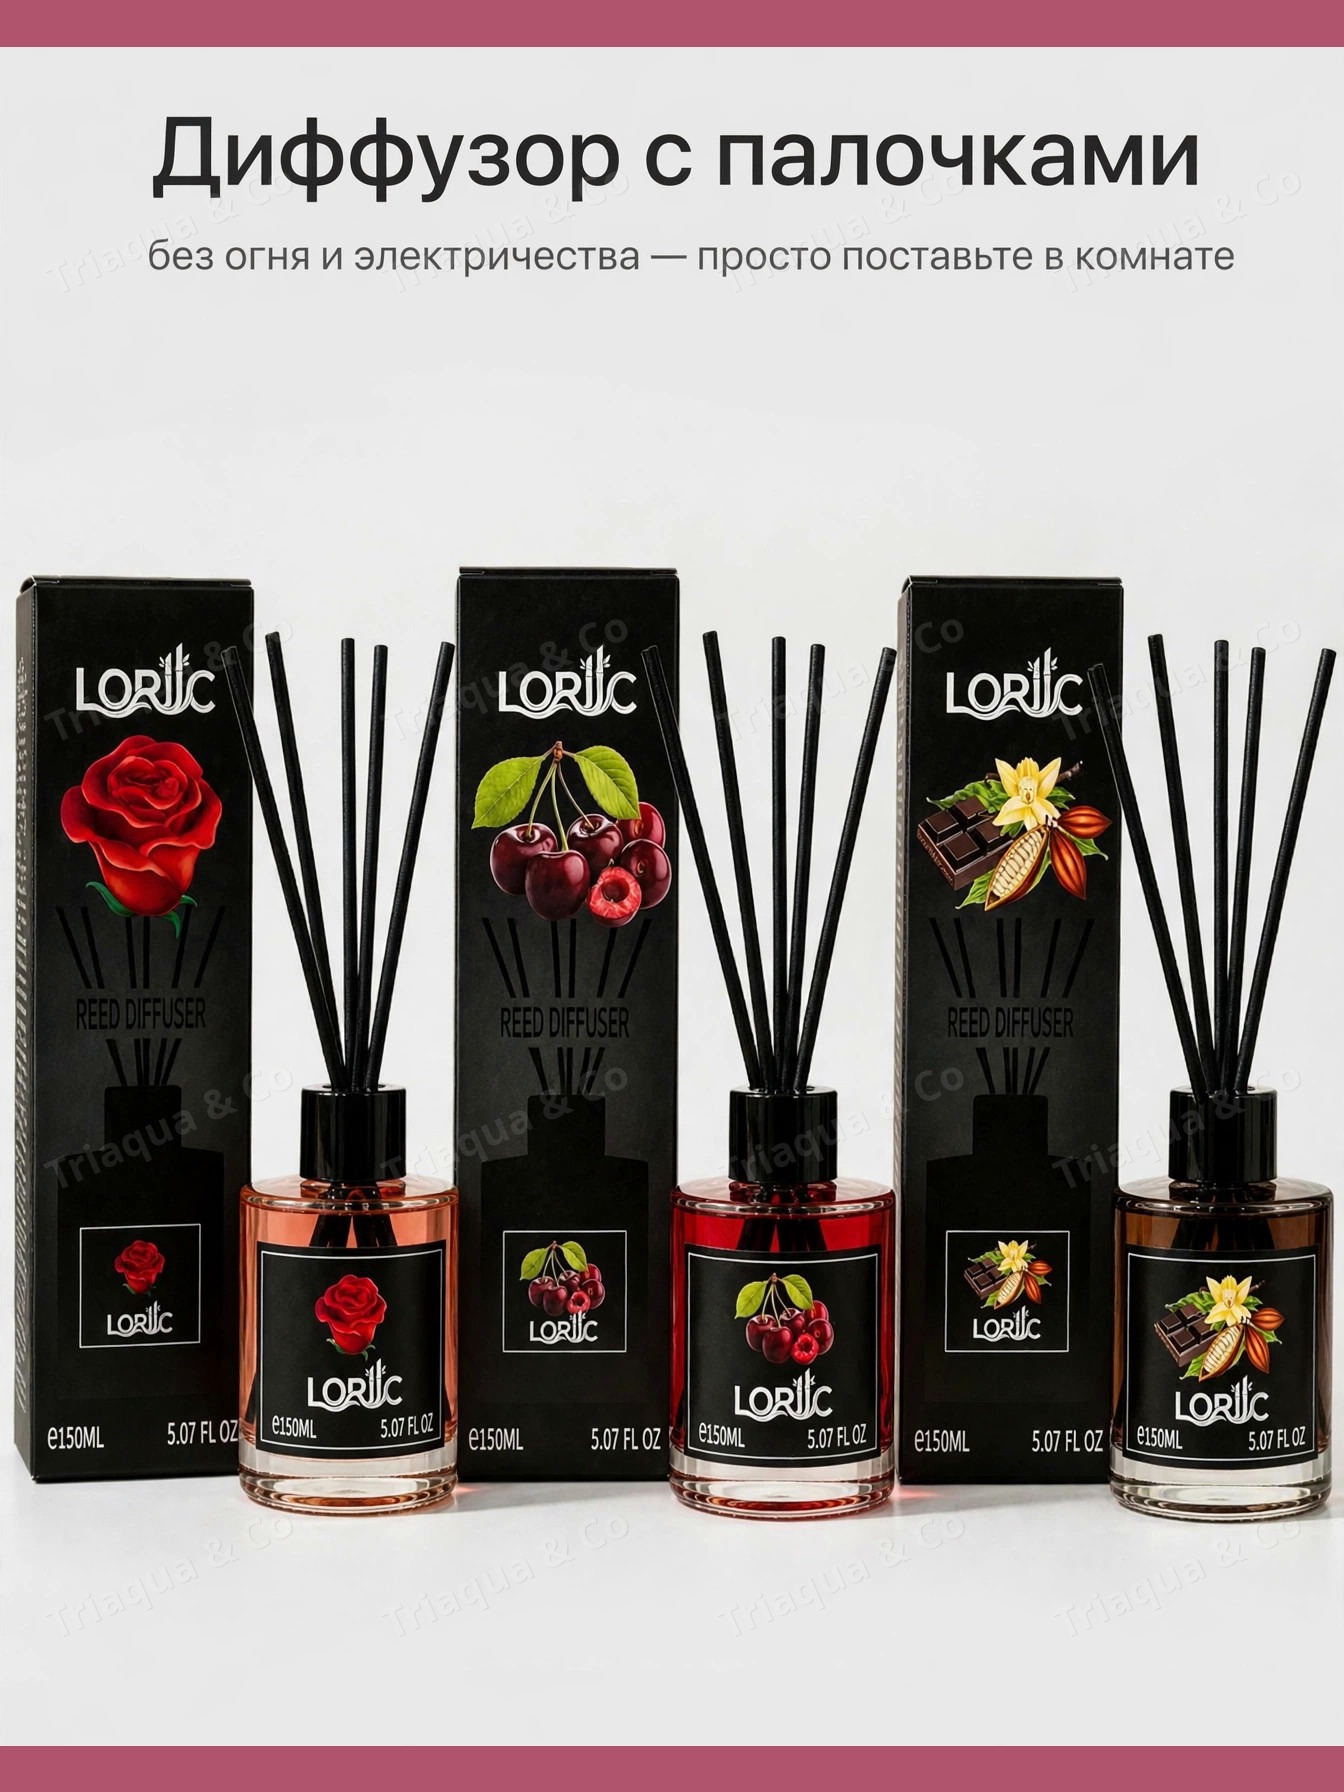 Диффузор с палочками
без огня и электричества — просто поставьте в комнате
LORIIC
LORIIC
LORIIC
REED DIFFUSER
REED DIFFUSER
REED DIFFUSER
LORIIC
LORIIC
LORIIC
LORIIC
LORIIC
LORIIC
e150ML
5.07 FL OZ
e150ML
5.07 FL OZ
e150ML
5.07 FL OZ
e150ML
5.07 FL OZ
e150ML
5.07 FL OZ
e150ML
5.07 FL OZ
Triaqua & Co